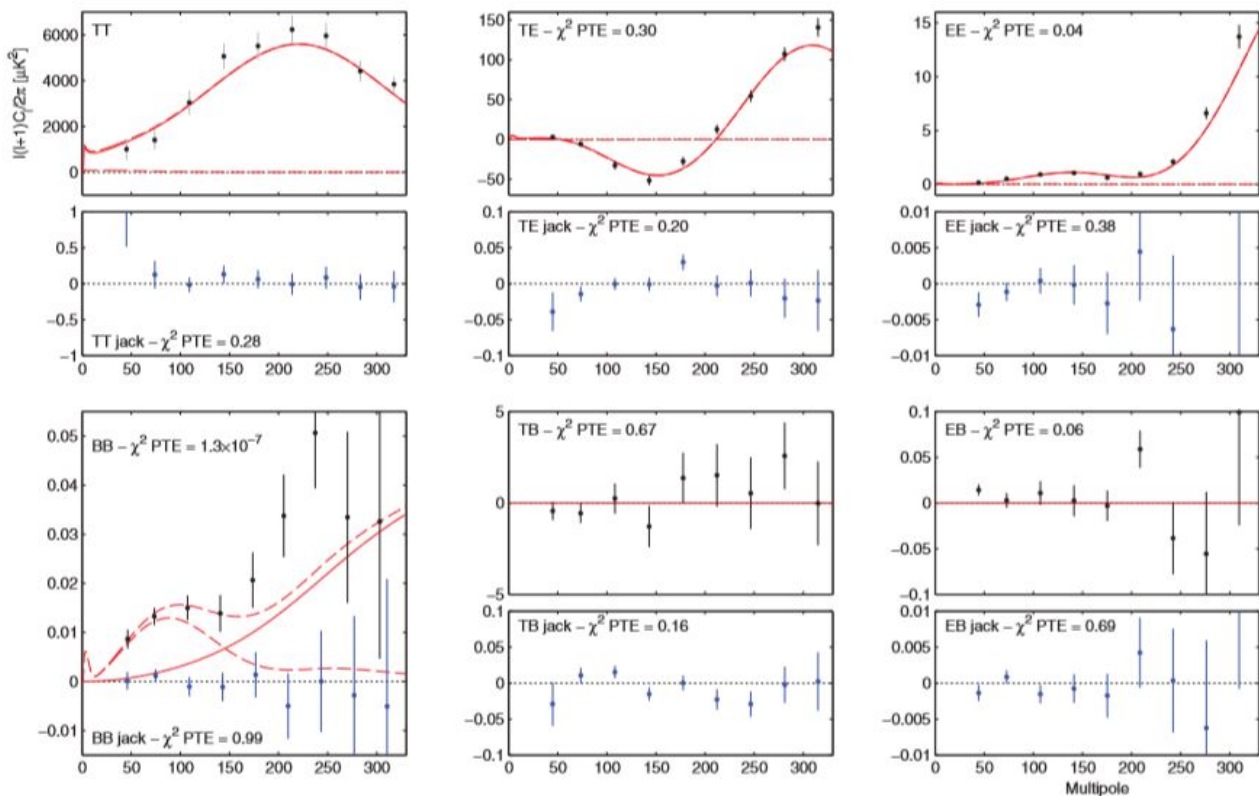 TT
TE – χ² PTE = 0.30
EE – χ² PTE = 0.04
l(l+1)Cₗ/2π [μK²]
6000
4000
2000
0
150
100
50
0
−50
15
10
5
0
1
0.5
0
−0.5
−1
TT jack – χ² PTE = 0.28
0 50 100 150 200 250 300
0.1
0.05
0
−0.05
−0.1
TE jack – χ² PTE = 0.20
0 50 100 150 200 250 300
0.01
0.005
0
−0.005
−0.01
EE jack – χ² PTE = 0.38
0 50 100 150 200 250 300
BB – χ² PTE = 1.3×10⁻⁷
0.05
0.04
0.03
0.02
0.01
0
−0.01
BB jack – χ² PTE = 0.99
0 50 100 150 200 250 300
TB – χ² PTE = 0.67
5
0
−5
EB – χ² PTE = 0.06
0.1
0.05
0
−0.05
−0.1
TB jack – χ² PTE = 0.16
0.1
0.05
0
−0.05
−0.1
0 50 100 150 200 250 300
EB jack – χ² PTE = 0.69
0.01
0.005
0
−0.005
−0.01
0 50 100 150 200 250 300
Multipole